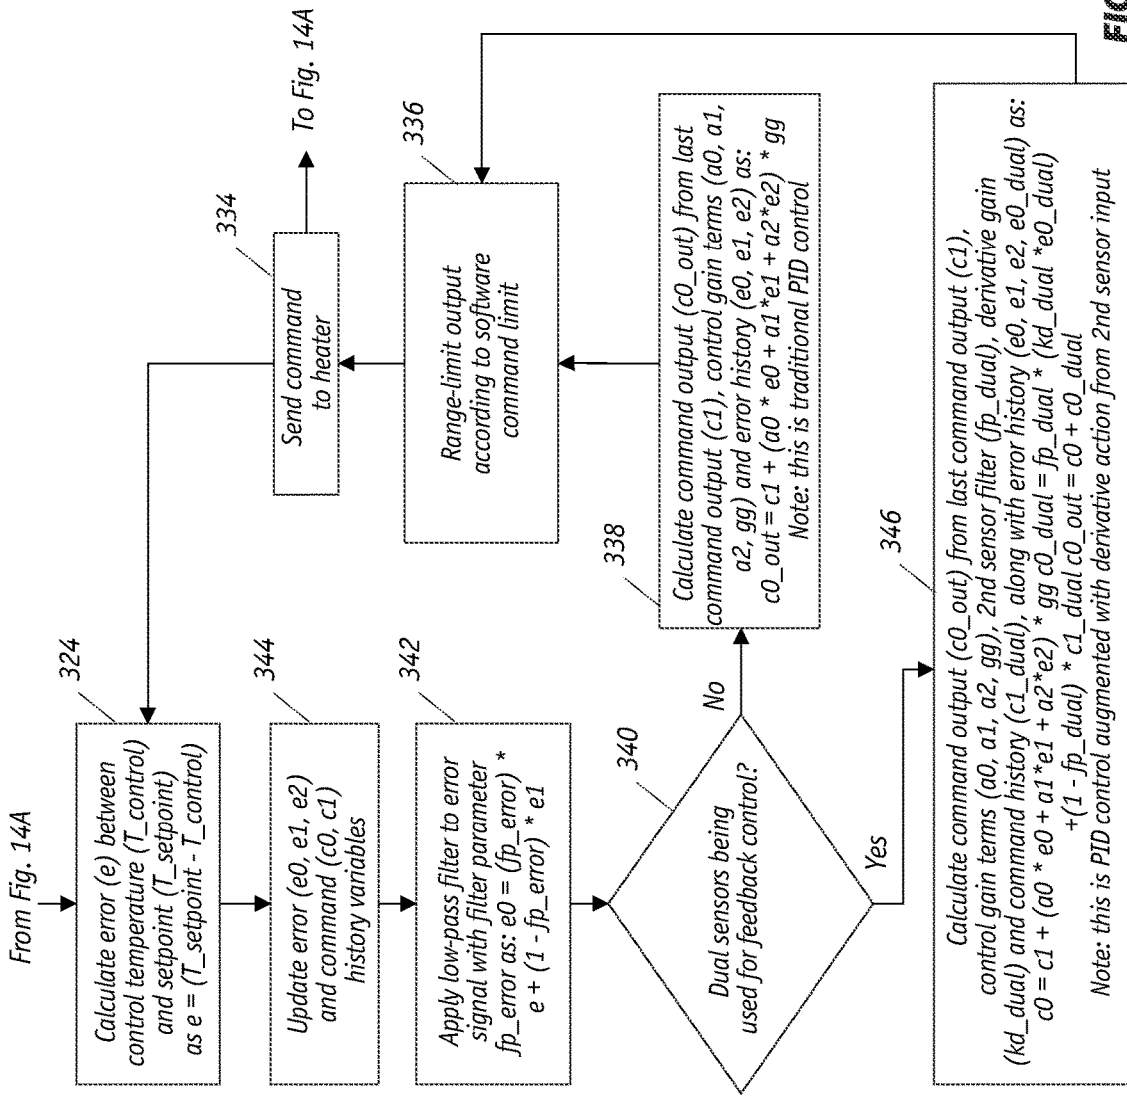 From Fig. 14A
324
Calculate error (e) between
control temperature (T_control)
and setpoint (T_setpoint)
as e = (T_setpoint - T_control)
344
Update error (e0, e1, e2)
and command (c0, c1)
history variables
342
Apply low-pass filter to error
signal with filter parameter
fp_error as: e0 = (fp_error) *
e + (1 - fp_error) * e1
340
Dual sensors being
used for feedback control?
No
Yes
334
Send command
to heater
To Fig. 14A
336
Range-limit output
according to software
command limit
338
Calculate command output (c0_out) from last
command output (c1), control gain terms (a0, a1,
a2, gg) and error history (e0, e1, e2) as:
c0_out = c1 + (a0 * e0 + a1*e1 + a2*e2) * gg
Note: this is traditional PID control
346
Calculate command output (c0_out) from last command output (c1),
control gain terms (a0, a1, a2, gg), 2nd sensor filter (fp_dual), derivative gain
(kd_dual) and command history (c1_dual), along with error history (e0, e1, e2, e0_dual) as:
c0 = c1 + (a0 * e0 + a1*e1 + a2*e2) * gg c0_dual = fp_dual * (kd_dual *e0_dual)
+(1 - fp_dual) * c1_dual c0_out = c0 + c0_dual
Note: this is PID control augmented with derivative action from 2nd sensor input